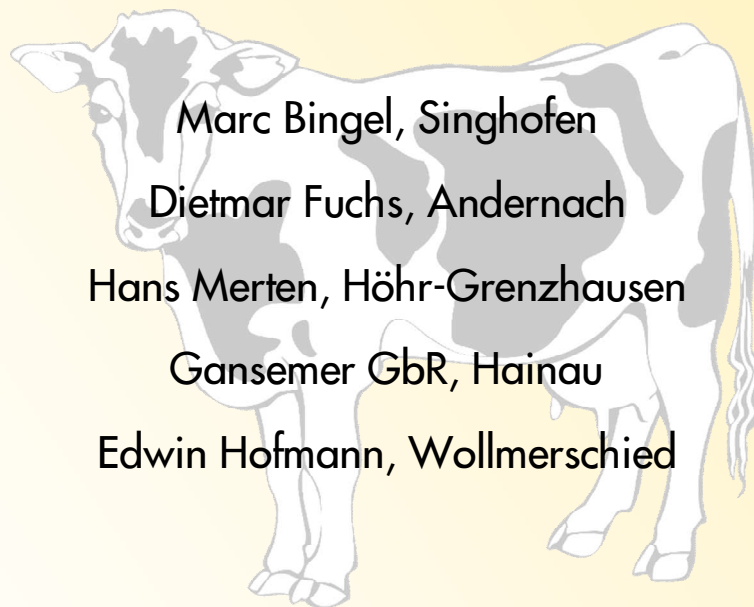 Marc Bingel, Singhofen
Dietmar Fuchs, Andernach
Hans Merten, Höhr-Grenzhausen
Gansemer GbR, Hainau
Edwin Hofmann, Wollmerschied